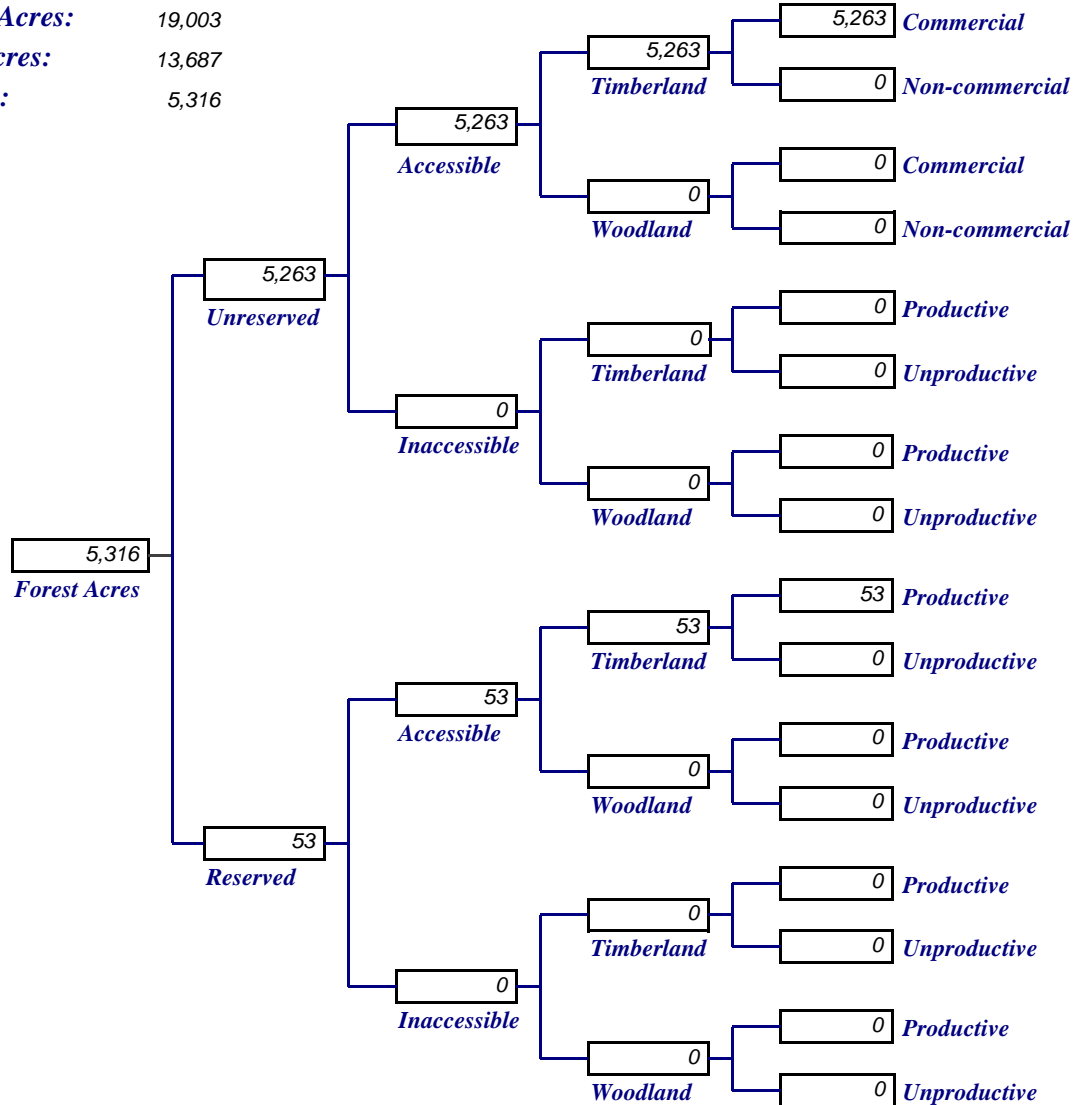 Acres: 19,003
cres: 13,687
: 5,316
5,263 Commercial
5,263
Timberland
0 Non-commercial
5,263
Accessible
0 Commercial
0
Woodland
0 Non-commercial
5,263
Unreserved
0 Productive
0
Timberland
0 Unproductive
0
Inaccessible
0 Productive
0
Woodland
0 Unproductive
5,316
Forest Acres
53 Productive
53
Timberland
0 Unproductive
53
Accessible
0 Productive
0
Woodland
0 Unproductive
53
Reserved
0 Productive
0
Timberland
0 Unproductive
0
Inaccessible
0 Productive
0
Woodland
0 Unproductive